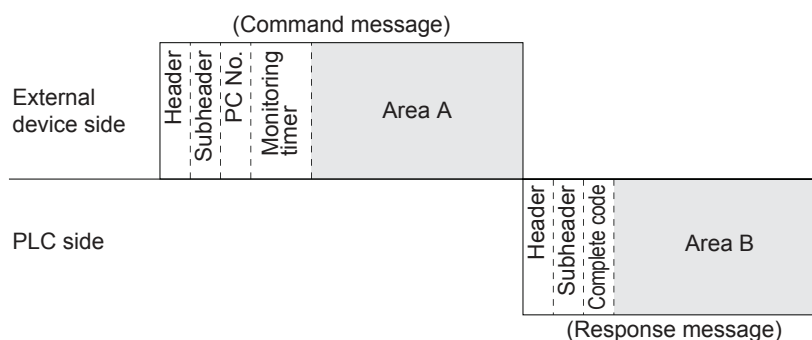 (Command message)
External
device side
Header
Subheader
PC No.
Monitoring
timer
Area A
PLC side
Header
Subheader
Complete code
Area B
(Response message)